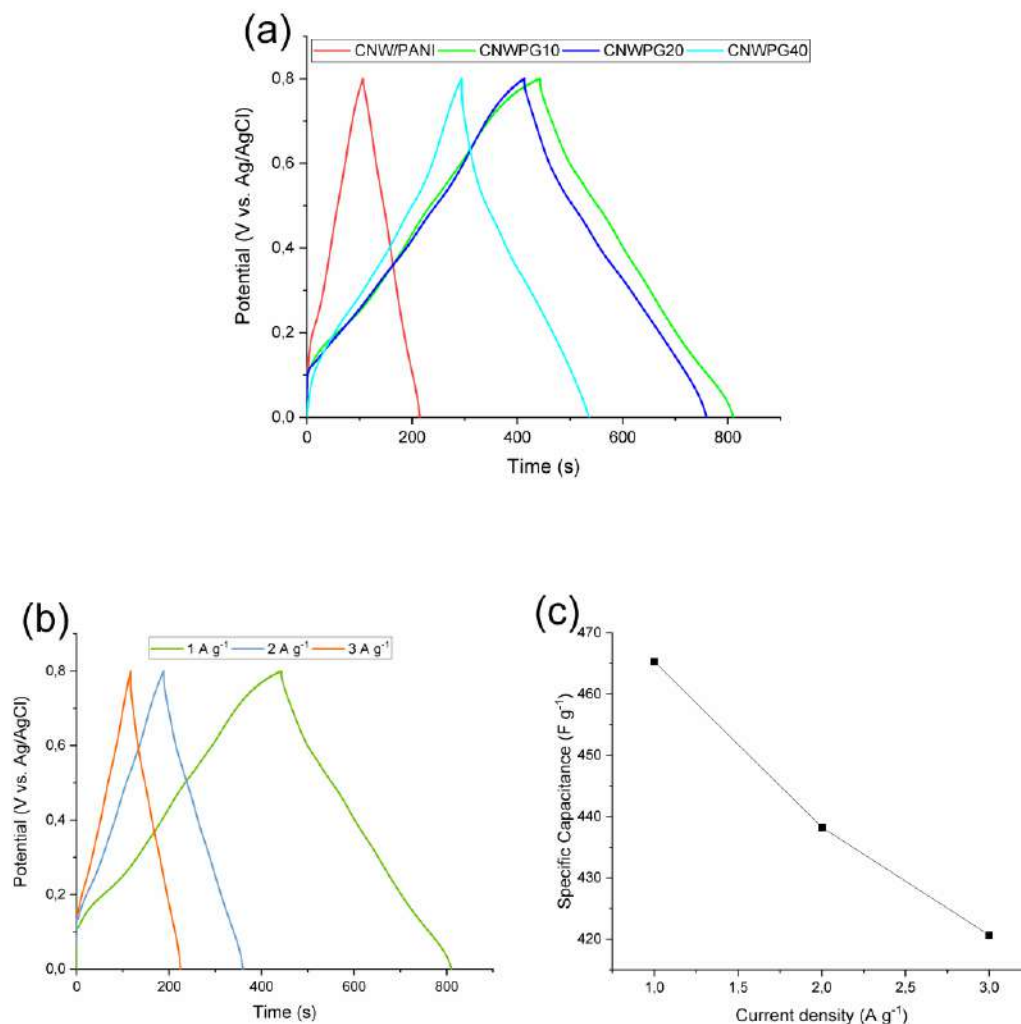 (a)
CNW/PANI CNWPG10 CNWPG20 CNWPG40
0,8
0,6
0,4
0,2
0,0
Potential (V vs. Ag/AgCl)
0 200 400 600 800
Time (s)
(b)
1 A g⁻¹ 2 A g⁻¹ 3 A g⁻¹
0,8
0,6
0,4
0,2
0,0
Potential (V vs. Ag/AgCl)
0 200 400 600 800
Time (s)
(c)
470
460
450
440
430
420
Specific Capacitance (F g⁻¹)
1,0 1,5 2,0 2,5 3,0
Current density (A g⁻¹)